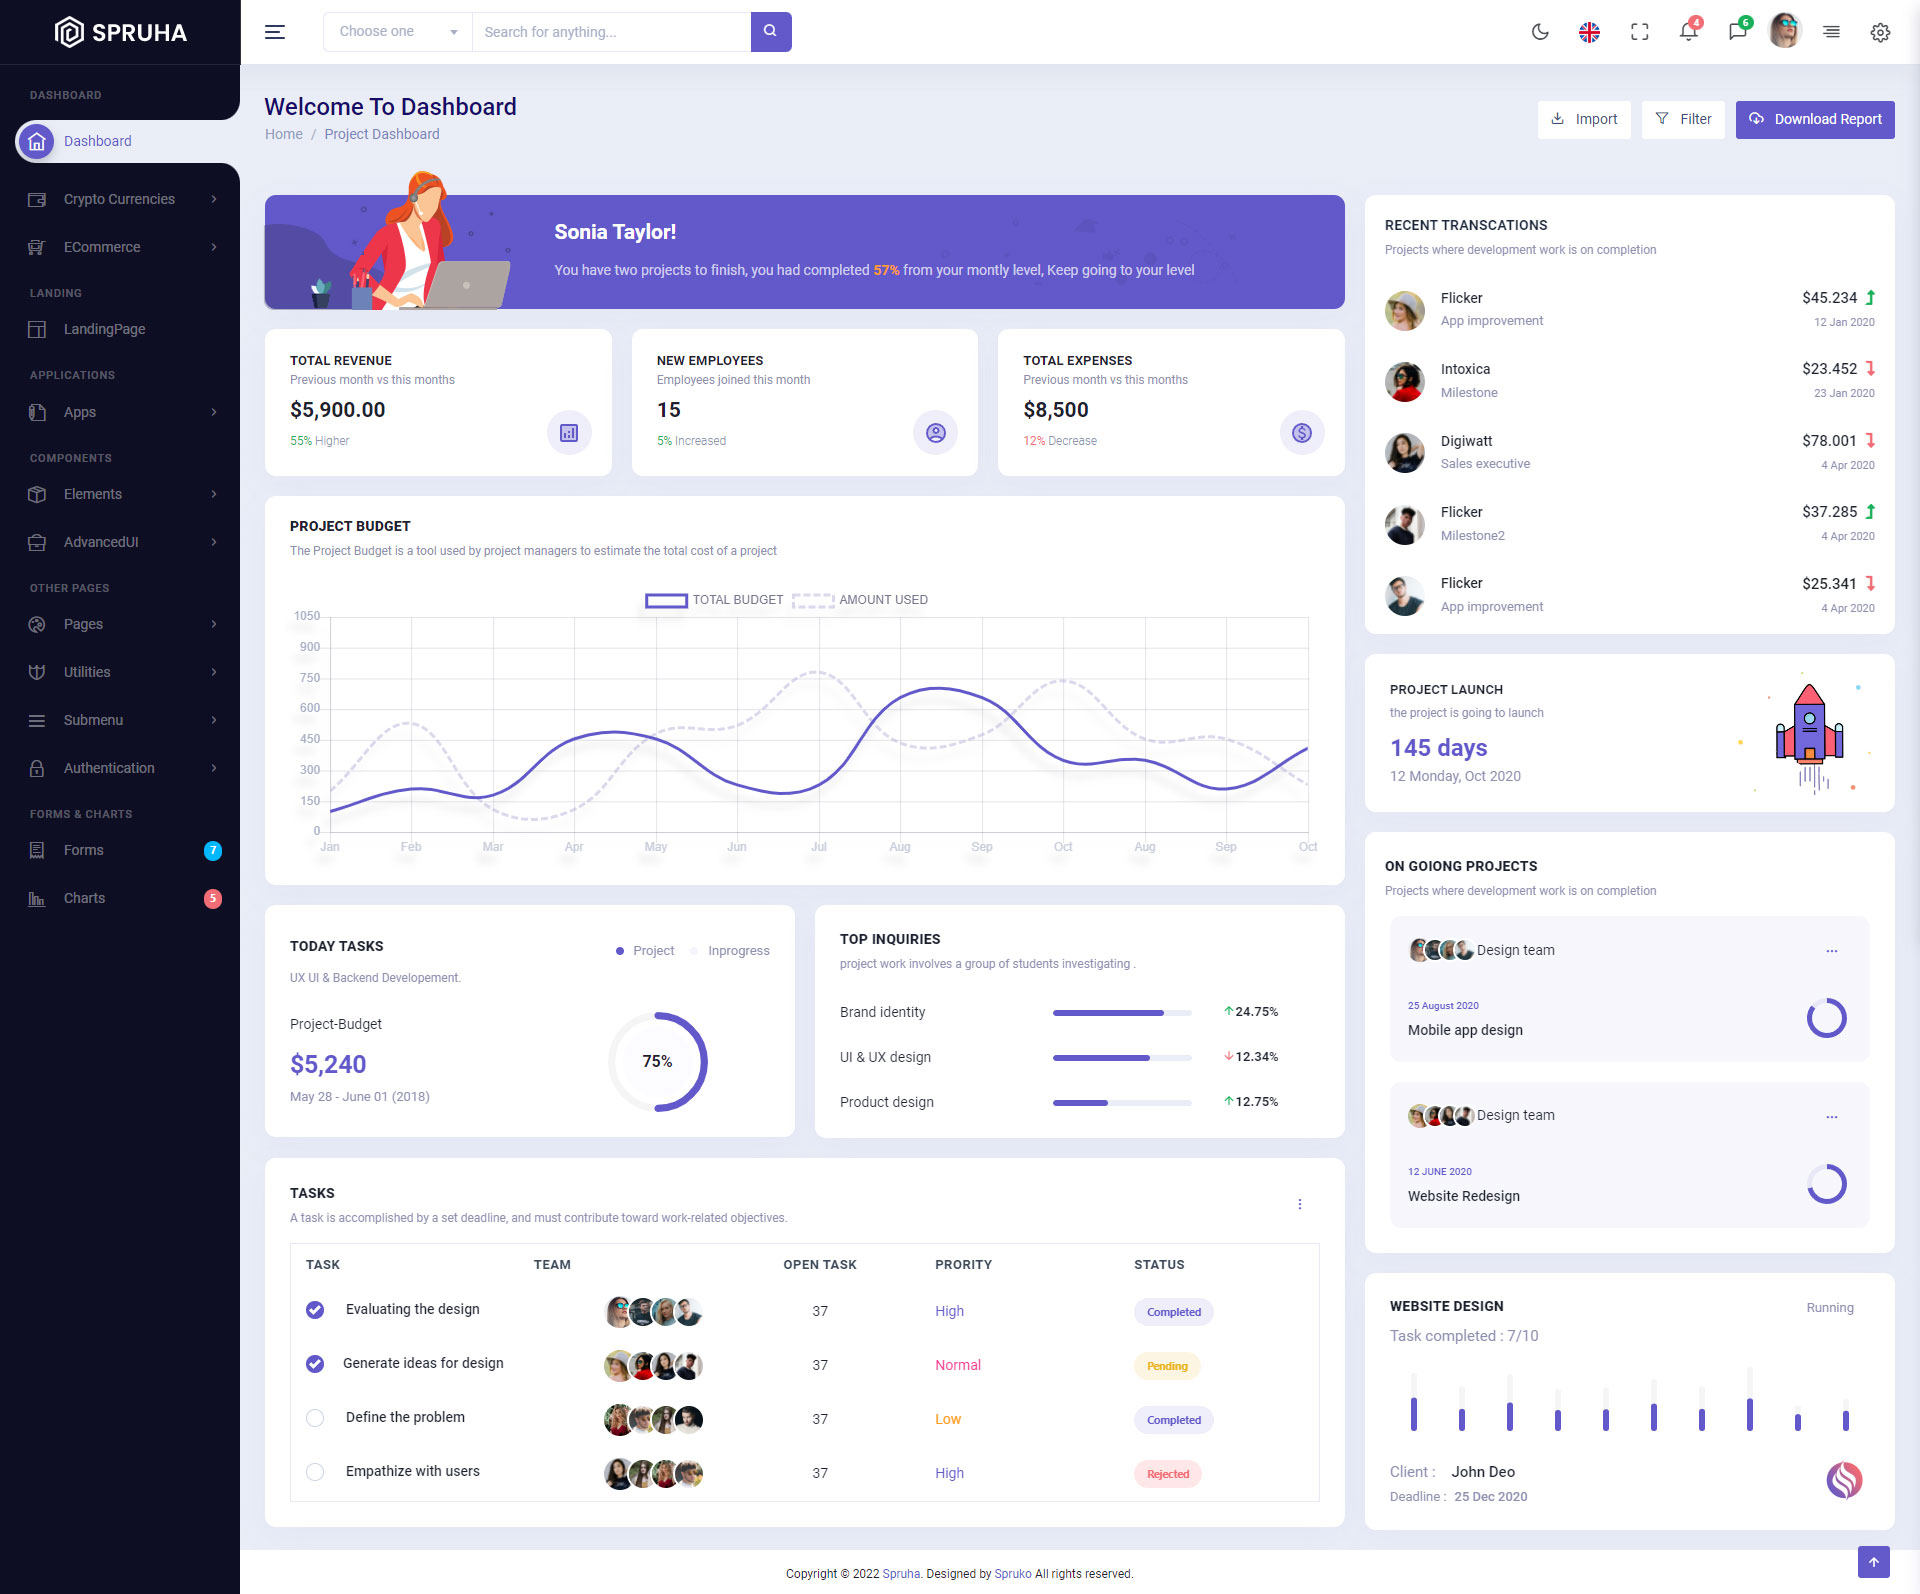 SPRUHA
Choose one
Search for anything...
4
6
DASHBOARD
Dashboard
Crypto Currencies
ECommerce
LANDING
LandingPage
APPLICATIONS
Apps
COMPONENTS
Elements
AdvancedUI
OTHER PAGES
Pages
Utilities
Submenu
Authentication
FORMS & CHARTS
Forms
7
Charts
5
Welcome To Dashboard
Home / Project Dashboard
Import
Filter
Download Report
Sonia Taylor!
You have two projects to finish, you had completed 57% from your montly level, Keep going to your level
TOTAL REVENUE
Previous month vs this months
$5,900.00
55% Higher
NEW EMPLOYEES
Employees joined this month
15
5% Increased
TOTAL EXPENSES
Previous month vs this months
$8,500
12% Decrease
PROJECT BUDGET
The Project Budget is a tool used by project managers to estimate the total cost of a project
TOTAL BUDGET AMOUNT USED
1050
900
750
600
450
300
150
0
Jan Feb Mar Apr May Jun Jul Aug Sep Oct Aug Sep Oct
TODAY TASKS
Project Inprogress
UX UI & Backend Developement.
Project-Budget
$5,240
May 28 - June 01 (2018)
75%
TOP INQUIRIES
project work involves a group of students investigating .
Brand identity 24.75%
UI & UX design 12.34%
Product design 12.75%
TASKS
A task is accomplished by a set deadline, and must contribute toward work-related objectives.
TASK TEAM OPEN TASK PRORITY STATUS
Evaluating the design 37 High Completed
Generate ideas for design 37 Normal Pending
Define the problem 37 Low Completed
Empathize with users 37 High Rejected
RECENT TRANSCATIONS
Projects where development work is on completion
Flicker $45.234
App improvement 12 Jan 2020
Intoxica $23.452
Milestone 23 Jan 2020
Digiwatt $78.001
Sales executive 4 Apr 2020
Flicker $37.285
Milestone2 4 Apr 2020
Flicker $25.341
App improvement 4 Apr 2020
PROJECT LAUNCH
the project is going to launch
145 days
12 Monday, Oct 2020
ON GOIONG PROJECTS
Projects where development work is on completion
Design team
25 August 2020
Mobile app design
Design team
12 JUNE 2020
Website Redesign
WEBSITE DESIGN Running
Task completed : 7/10
Client : John Deo
Deadline : 25 Dec 2020
Copyright © 2022 Spruha. Designed by Spruko All rights reserved.